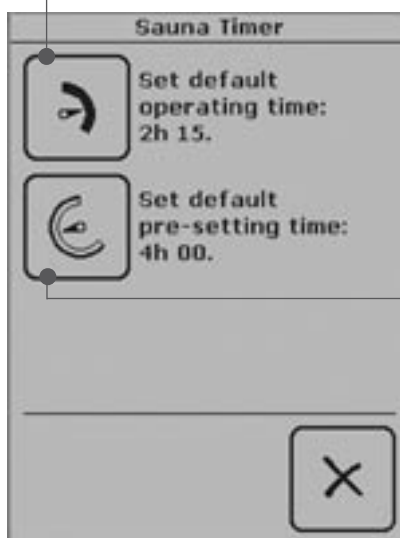 Sauna Timer
Set default
operating time:
2h 15.
Set default
pre-setting time:
4h 00.